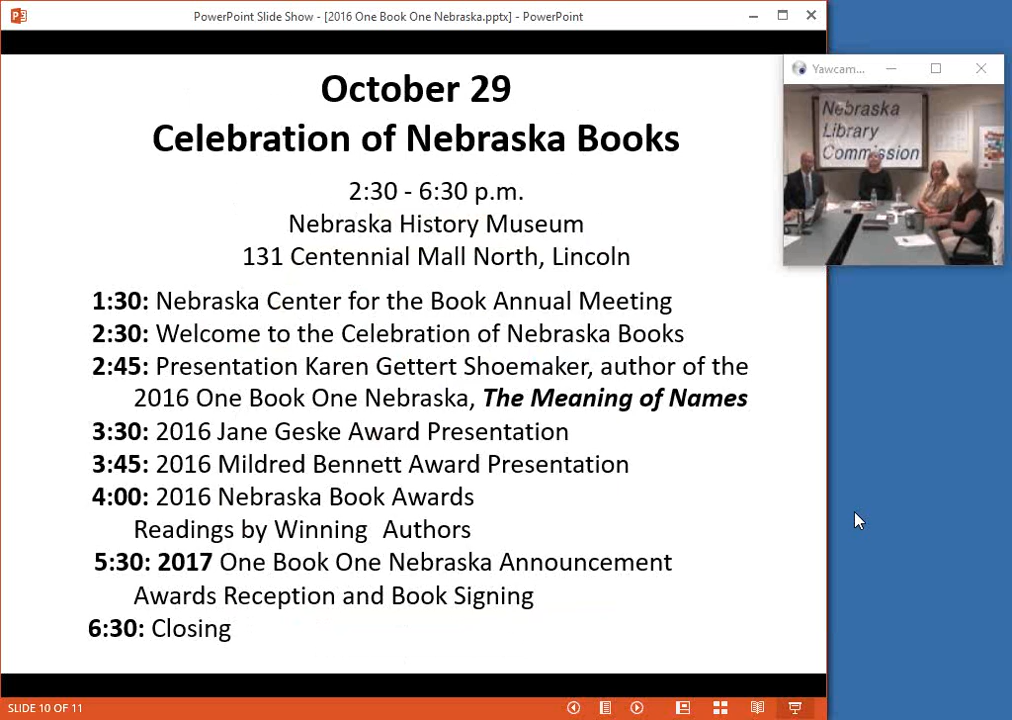 PowerPoint Slide Show - [2016 One Book One Nebraska.pptx] - PowerPoint
October 29
Celebration of Nebraska Books
2:30 - 6:30 p.m.
Nebraska History Museum
131 Centennial Mall North, Lincoln
1:30: Nebraska Center for the Book Annual Meeting
2:30: Welcome to the Celebration of Nebraska Books
2:45: Presentation Karen Gettert Shoemaker, author of the
2016 One Book One Nebraska, The Meaning of Names
3:30: 2016 Jane Geske Award Presentation
3:45: 2016 Mildred Bennett Award Presentation
4:00: 2016 Nebraska Book Awards
Readings by Winning Authors
5:30: 2017 One Book One Nebraska Announcement
Awards Reception and Book Signing
6:30: Closing
SLIDE 10 OF 11
Yawcam...
Nebraska
Library
Commission